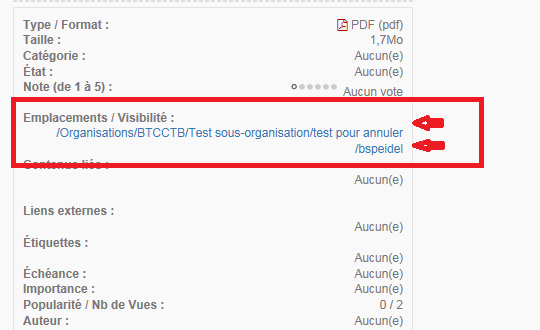 Type / Format :
PDF (pdf)
Taille :
1,7Mo
Catégorie :
Aucun(e)
État :
Aucun(e)
Note (de 1 à 5) :
Aucun vote
Emplacements / Visibilité :
/Organisations/BTCCTB/Test sous-organisation/test pour annuler
/bspeidel
Contenus liés :
Aucun(e)
Liens externes :
Aucun(e)
Étiquettes :
Aucun(e)
Échéance :
Aucun(e)
Importance :
Aucun(e)
Popularité / Nb de Vues :
0 / 2
Auteur :
Aucun(e)